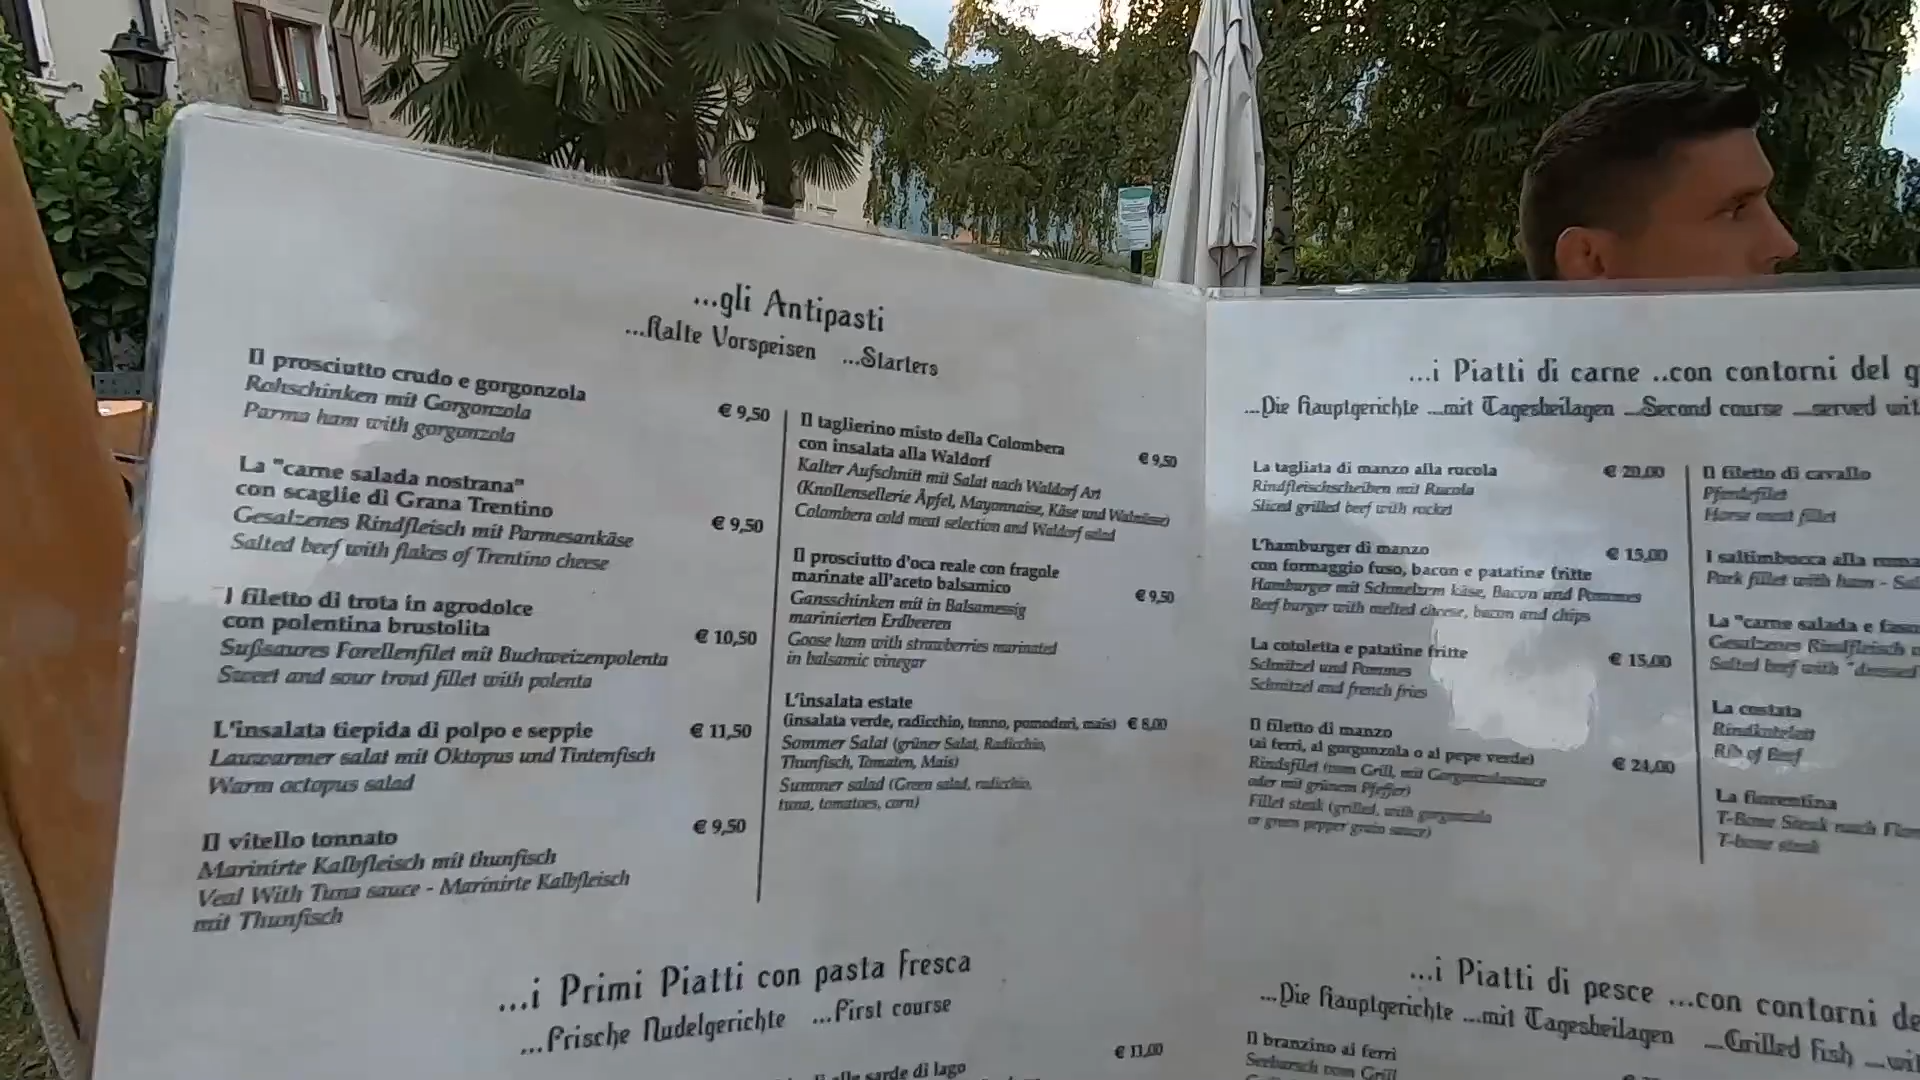 ...gli Antipasti
...Kalte Vorspeisen ...Starters
Il prosciutto crudo e gorgonzola
Rohschinken mit Gorgonzola
Parma ham with gorgonzola
€ 9,50
La "carne salada nostrana"
con scaglie di Grana Trentino
Gesalzenes Rindfleisch mit Parmesankäse
Salted beef with flakes of Trentino cheese
€ 9,50
I filetto di trota in agrodolce
con polentina brustolita
Sußsaures Forellenfilet mit Buchweizenpolenta
Sweet and sour trout fillet with polenta
€ 10,50
L'insalata tiepida di polpo e seppie
Lauwarmer salat mit Oktopus und Tintenfisch
Warm octopus salad
€ 11,50
Il vitello tonnato
Marinirte Kalbfleisch mit thunfisch
Veal With Tuna sauce - Marinirte Kalbfleisch
mit Thunfisch
€ 9,50
Il taglierino misto della Colombera
con insalata alla Waldorf
Kalter Aufschnitt mit Salat nach Waldorf Art
(Knollensellerie Äpfel, Mayonnaise, Käse und Walnüsse)
Colombera cold meat selection and Waldorf salad
€ 9,50
Il prosciutto d'oca reale con fragole
marinate all'aceto balsamico
Gansschinken mit in Balsamessig
marinierten Erdbeeren
Goose ham with strawberries marinated
in balsamic vinegar
€ 9,50
L'insalata estate
(insalata verde, radicchio, tonno, pomodori, mais) € 8,00
Sommer Salat (grüner Salat, Radicchio,
Thunfisch, Tomaten, Mais)
Summer salad (Green salad, radicchio,
tuna, tomatoes, corn)
...i Primi Piatti con pasta fresca
...Frische Nudelgerichte ...First course
€ 11,00
alle sarde di lago
...i Piatti di carne ..con contorni del
...Die Hauptgerichte ...mit Tagesbeilagen ...Second course ...served
La tagliata di manzo alla rucola
Rindfleischscheiben mit Rucola
Sliced grilled beef with rocket
€ 20,00
L'hamburger di manzo
con formaggio fuso, bacon e patatine fritte
Hamburger mit Schmelzem käse, Bacon und Pommes
Beef burger with melted cheese, bacon and chips
€ 15,00
La cotoletta e patatine fritte
Schnitzel und Pommes
Schnitzel and french fries
€ 15,00
Il filetto di manzo
(ai ferri, al gorgonzola o al pepe verde)
Rindsfilet (vom Grill, mit Gorgonzolasauce
oder mit grünem Pfeffer)
Fillet steak (grilled, with gorgonzola
or green pepper grain sauce)
€ 24,00
Il filetto di cavallo
Pferdefilet
Horse meat fillet
I saltimbocca alla
Pork fillet with ham -
La "carne salada e
Gesalzenes Rindfleisch
Salted beef with
La costata
Rindkotelett
Rib of Beef
La fiorentina
T-Bone Steak nach
T-bone steak
...i Piatti di pesce ...con contorni
...Die Hauptgerichte ...mit Tagesbeilagen ...Grilled fish
Il branzino ai ferri
Seebarsch vom Grill